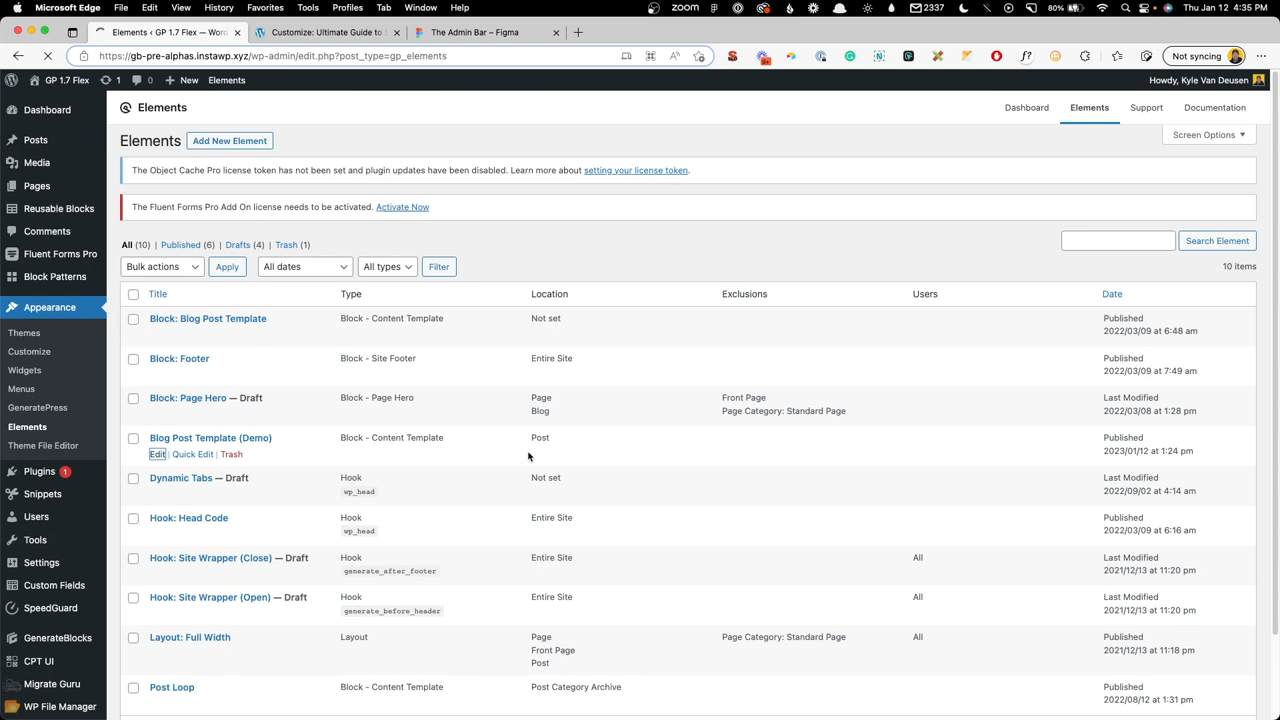 Microsoft Edge File Edit View History Favorites Tools Profiles Tab Window Help zoom 2337 80% Thu Jan 12 4:35 PM
Elements ‹ GP 1.7 Flex — Wor Customize: Ultimate Guide to The Admin Bar – Figma
https://gb-pre-alphas.instawp.xyz/wp-admin/edit.php?post_type=gp_elements Not syncing
GP 1.7 Flex 1 0 + New Elements Howdy, Kyle Van Deusen
Dashboard
Posts
Media
Pages
Reusable Blocks
Comments
Fluent Forms Pro
Block Patterns
Appearance
Themes
Customize
Widgets
Menus
GeneratePress
Elements
Theme File Editor
Plugins 1
Snippets
Users
Tools
Settings
Custom Fields
SpeedGuard
GenerateBlocks
CPT UI
Migrate Guru
WP File Manager
Elements Dashboard Elements Support Documentation
Elements Add New Element Screen Options
The Object Cache Pro license token has not been set and plugin updates have been disabled. Learn more about setting your license token.
The Fluent Forms Pro Add On license needs to be activated. Activate Now
All (10) | Published (6) | Drafts (4) | Trash (1)
Search Element
Bulk actions Apply All dates All types Filter 10 items
Title Type Location Exclusions Users Date
Block: Blog Post Template Block - Content Template Not set Published
2022/03/09 at 6:48 am
Block: Footer Block - Site Footer Entire Site Published
2022/03/09 at 7:49 am
Block: Page Hero — Draft Block - Page Hero Page Front Page Last Modified
Blog Page Category: Standard Page 2022/03/08 at 1:28 pm
Blog Post Template (Demo) Block - Content Template Post Published
Edit | Quick Edit | Trash 2023/01/12 at 1:24 pm
Dynamic Tabs — Draft Hook Not set Last Modified
wp_head 2022/09/02 at 4:14 am
Hook: Head Code Hook Entire Site Published
wp_head 2022/03/09 at 6:16 am
Hook: Site Wrapper (Close) — Draft Hook Entire Site All Last Modified
generate_after_footer 2021/12/13 at 11:20 pm
Hook: Site Wrapper (Open) — Draft Hook Entire Site All Last Modified
generate_before_header 2021/12/13 at 11:20 pm
Layout: Full Width Layout Page Page Category: Standard Page All Published
Front Page 2021/12/13 at 11:18 pm
Post
Post Loop Block - Content Template Post Category Archive Published
2022/08/12 at 1:31 pm